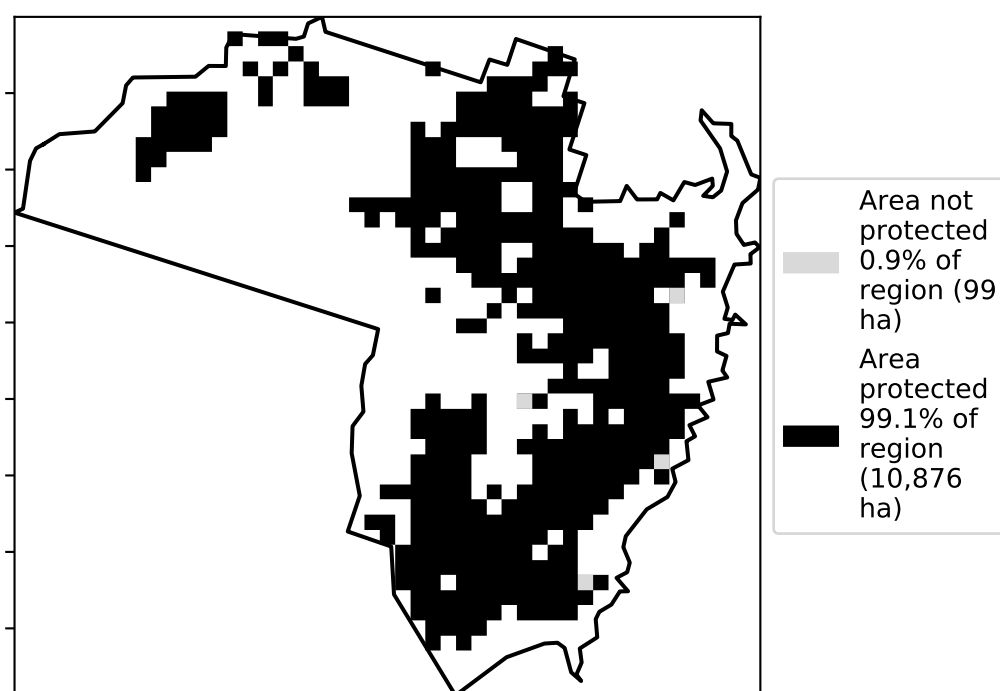 Area not
protected
0.9% of
region (99
ha)
Area
protected
99.1% of
region
(10,876
ha)